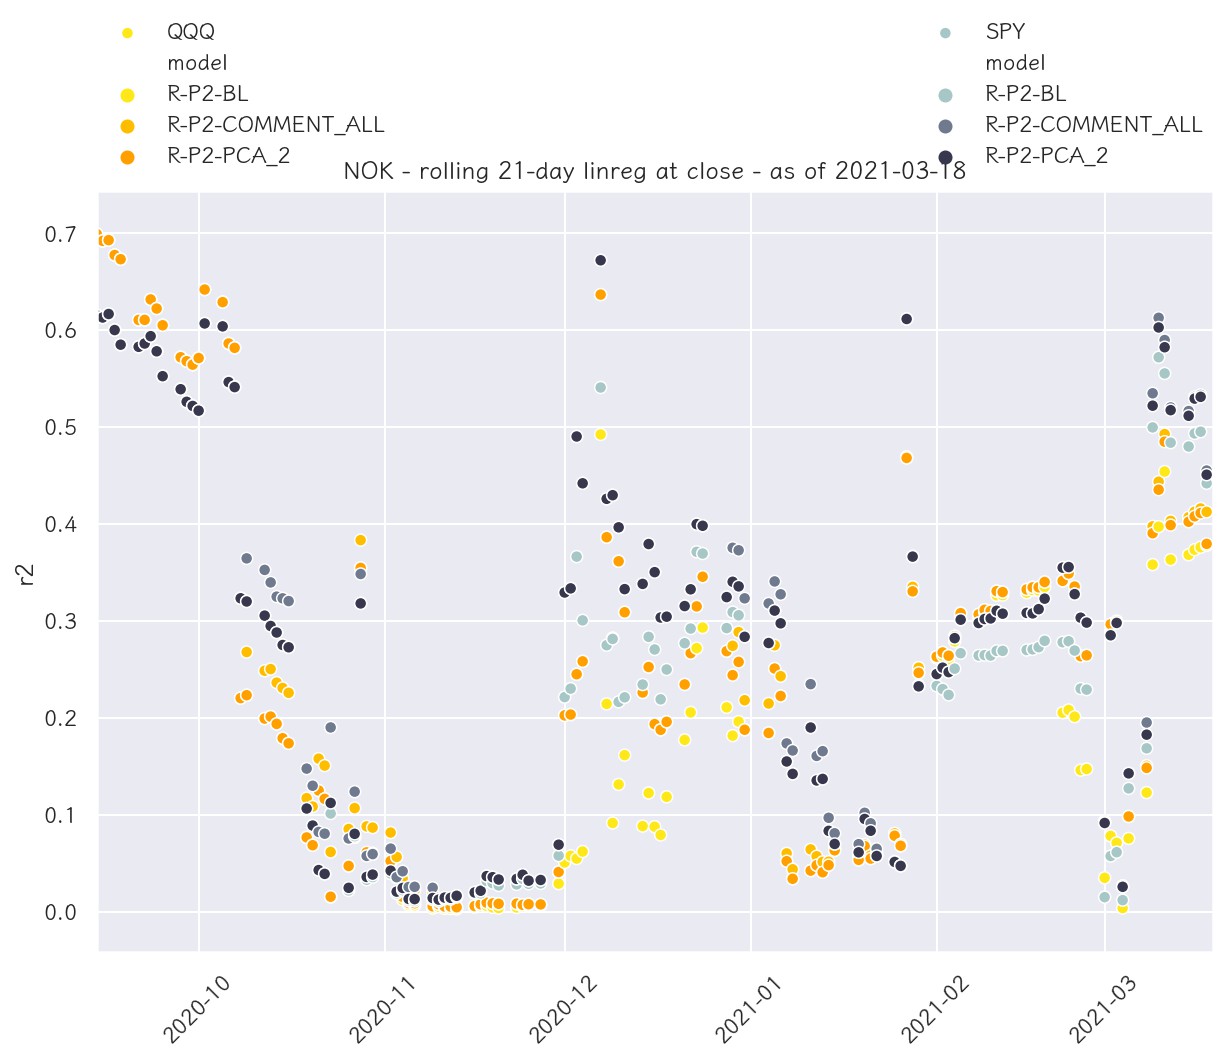 QQQ
model
R-P2-BL
R-P2-COMMENT_ALL
R-P2-PCA_2
SPY
model
R-P2-BL
R-P2-COMMENT_ALL
R-P2-PCA_2
NOK - rolling 21-day linreg at close - as of 2021-03-18
0.7
0.6
0.5
0.4
0.3
0.2
0.1
0.0
r2
2020-10
2020-11
2020-12
2021-01
2021-02
2021-03